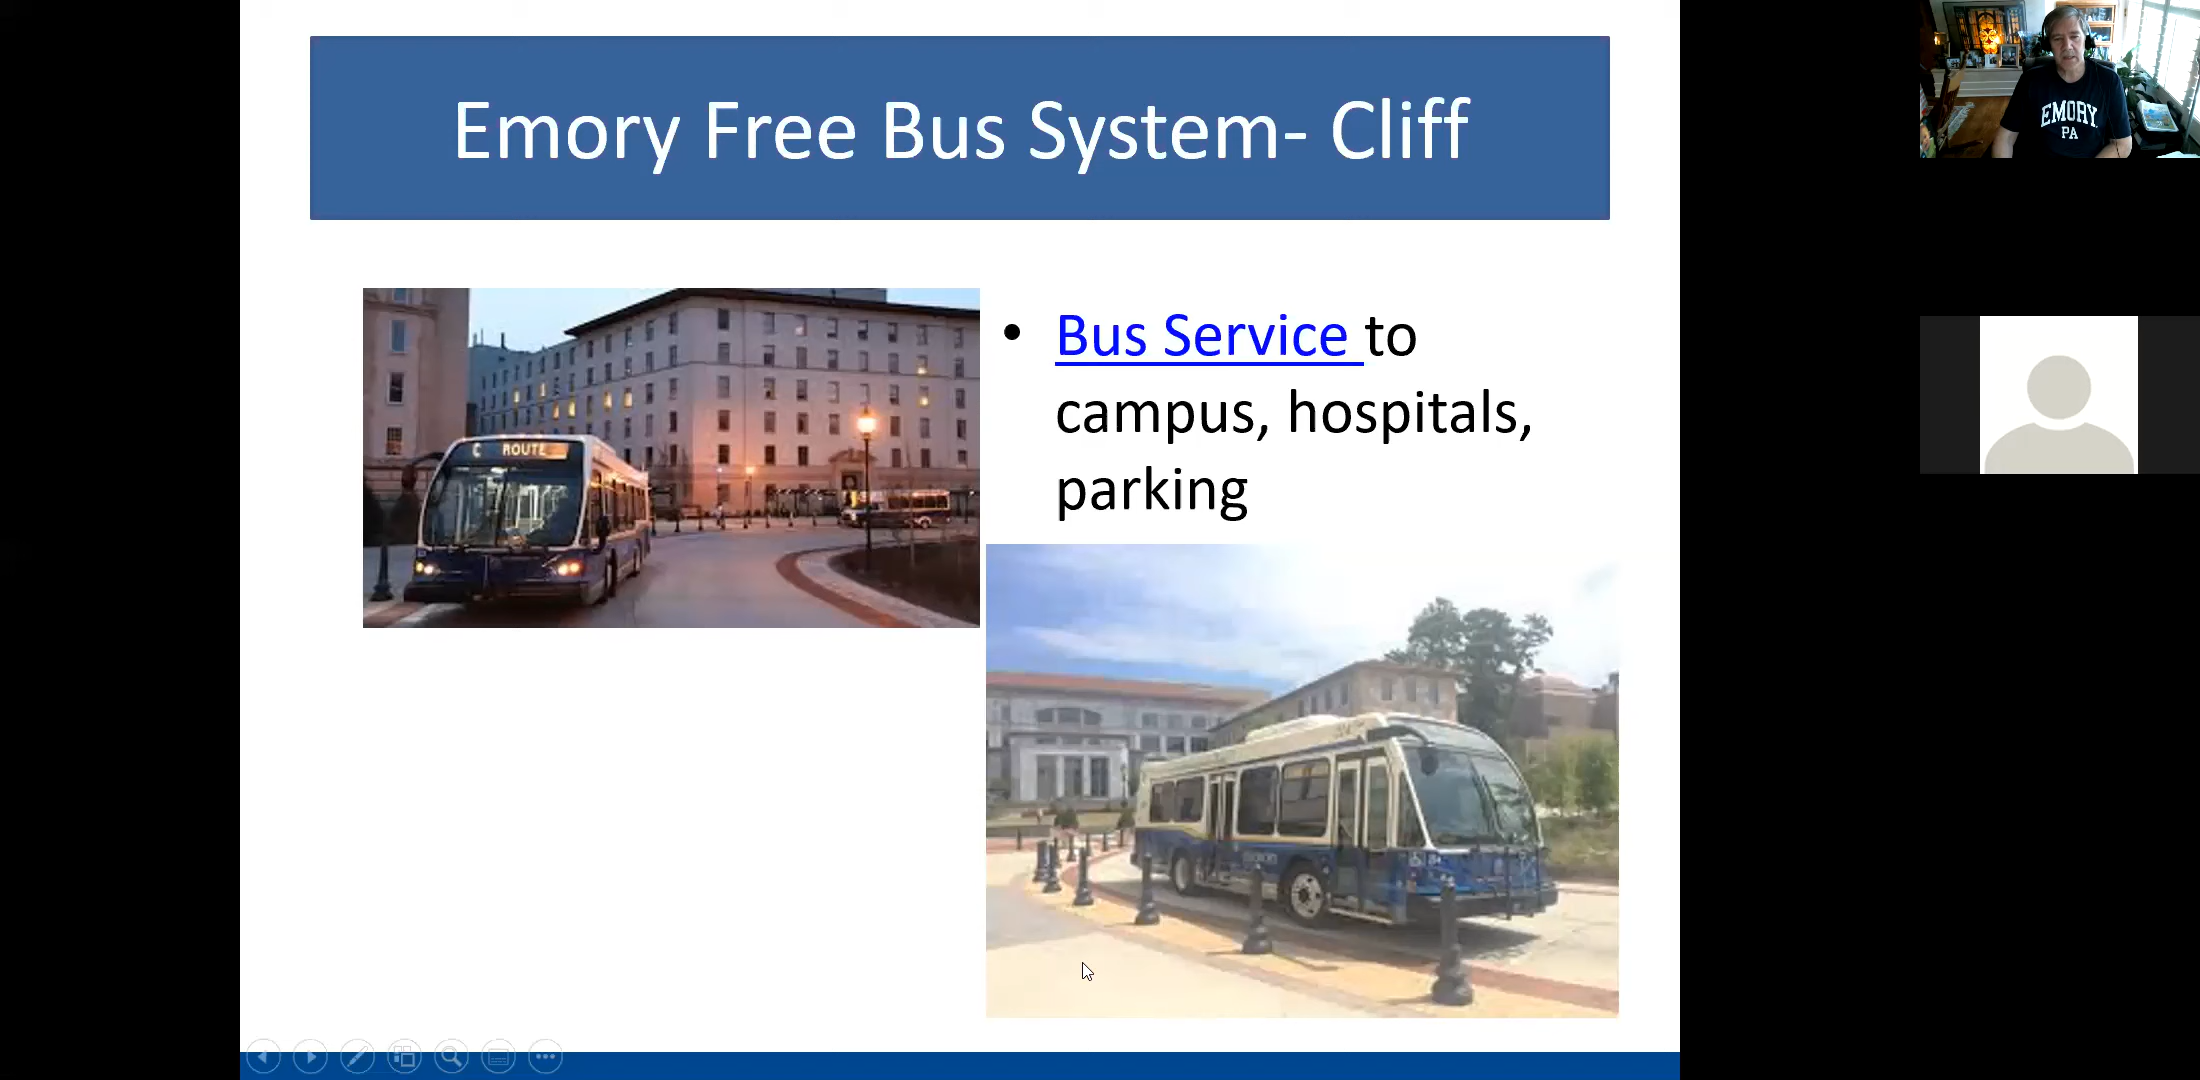 Emory Free Bus System- Cliff
EMORY
PA
C ROUTE
• Bus Service to
campus, hospitals,
parking